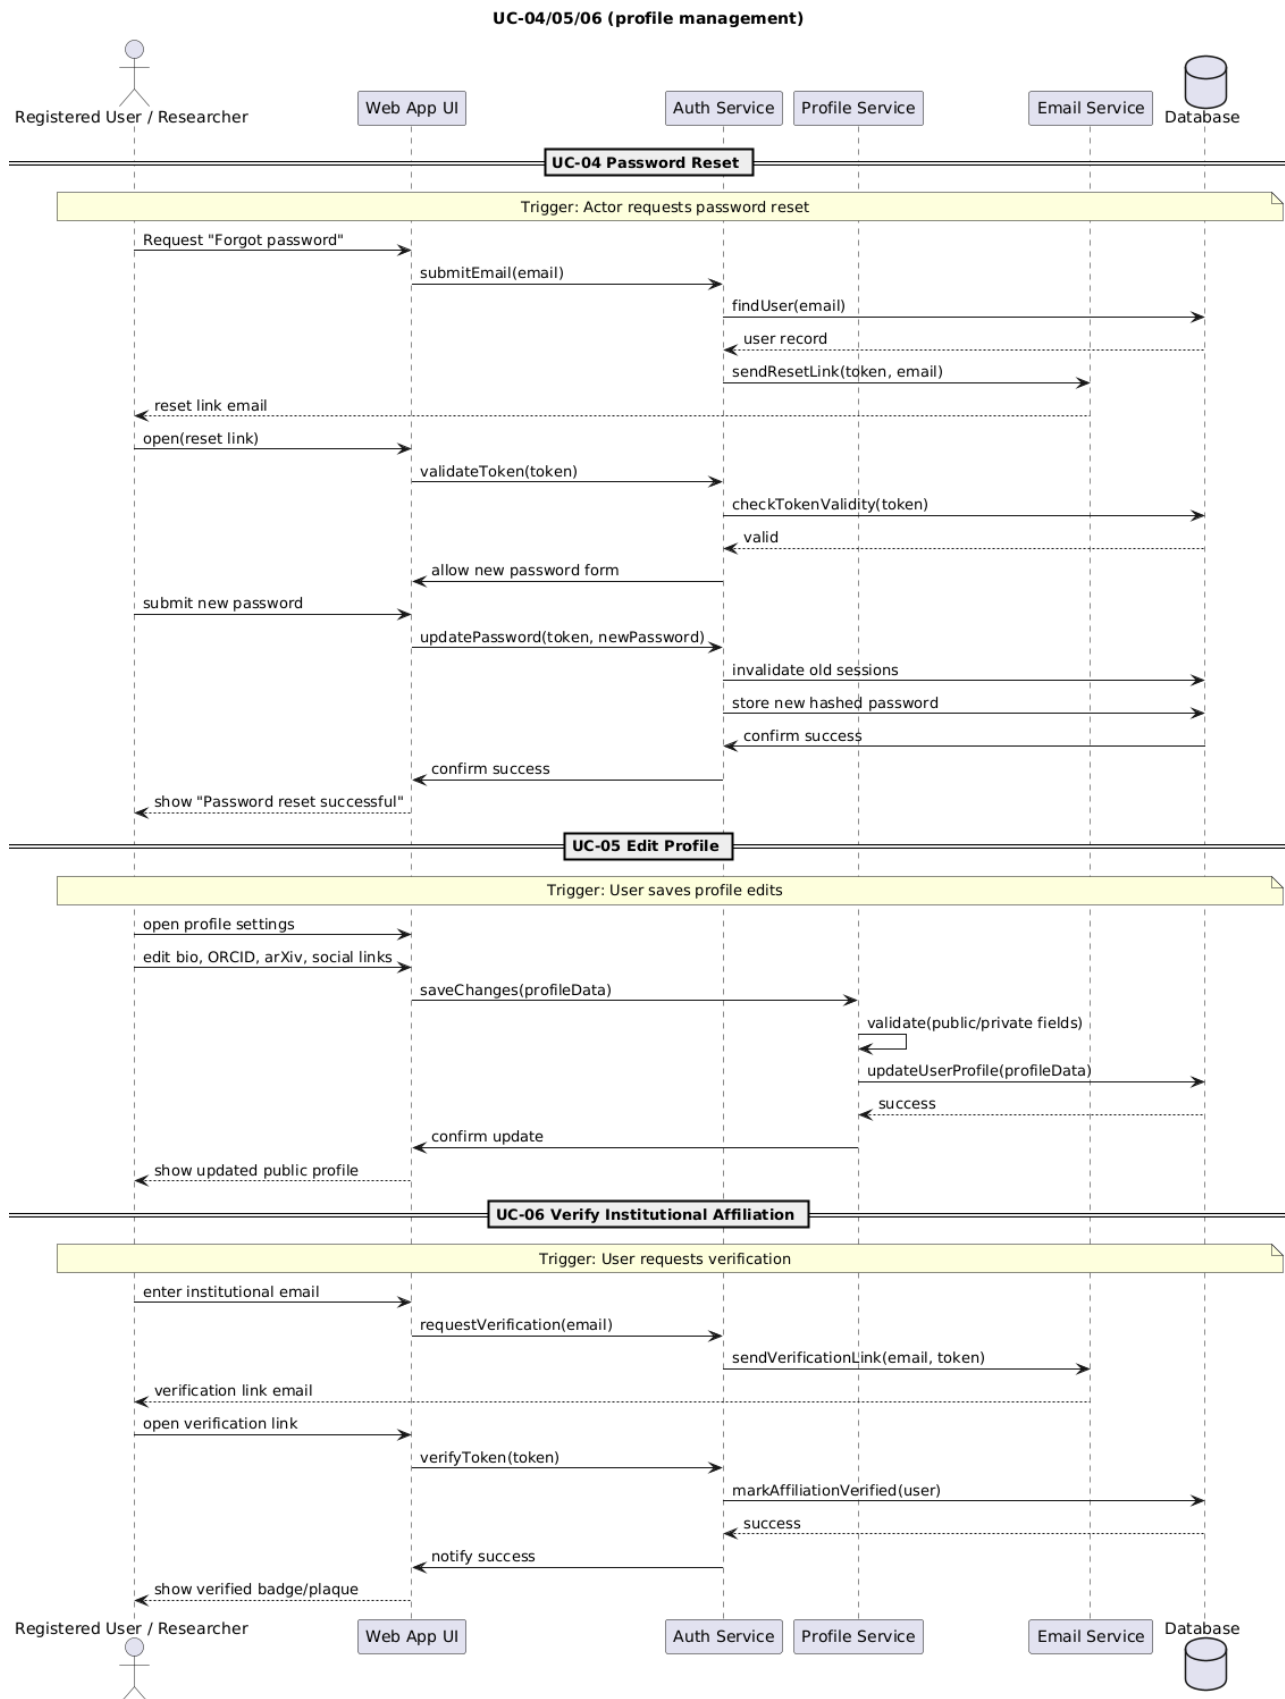 UC-04/05/06 (profile management)
Registered User / Researcher
Web App UI
Auth Service
Profile Service
Email Service
Database
UC-04 Password Reset
Trigger: Actor requests password reset
Request "Forgot password"
submitEmail(email)
findUser(email)
user record
sendResetLink(token, email)
reset link email
open(reset link)
validateToken(token)
checkTokenValidity(token)
valid
allow new password form
submit new password
updatePassword(token, newPassword)
invalidate old sessions
store new hashed password
confirm success
confirm success
show "Password reset successful"
UC-05 Edit Profile
Trigger: User saves profile edits
open profile settings
edit bio, ORCID, arXiv, social links
saveChanges(profileData)
validate(public/private fields)
updateUserProfile(profileData)
success
confirm update
show updated public profile
UC-06 Verify Institutional Affiliation
Trigger: User requests verification
enter institutional email
requestVerification(email)
sendVerificationLink(email, token)
verification link email
open verification link
verifyToken(token)
markAffiliationVerified(user)
success
notify success
show verified badge/plaque
Registered User / Researcher
Web App UI
Auth Service
Profile Service
Email Service
Database